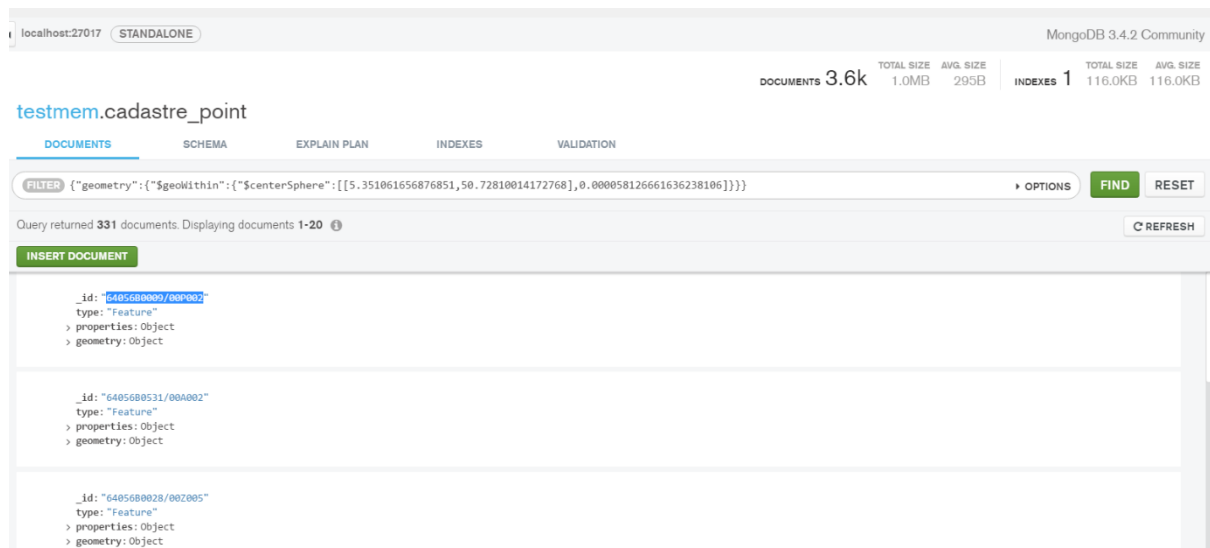 localhost:27017 STANDALONE MongoDB 3.4.2 Community
DOCUMENTS 3.6k TOTAL SIZE 1.0MB AVG. SIZE 295B INDEXES 1 TOTAL SIZE 116.0KB AVG. SIZE 116.0KB
testmem.cadastre_point
DOCUMENTS SCHEMA EXPLAIN PLAN INDEXES VALIDATION
FILTER {"geometry":{"$geoWithin":{"$centerSphere":[[5.351061656876851,50.72810014172768],0.000058126661636238106]}}} OPTIONS FIND RESET
Query returned 331 documents. Displaying documents 1-20 REFRESH
INSERT DOCUMENT
_id: "64056B0009/00P002"
type: "Feature"
> properties: Object
> geometry: Object
_id: "64056B0531/00A002"
type: "Feature"
> properties: Object
> geometry: Object
_id: "64056B0028/00Z005"
type: "Feature"
> properties: Object
> geometry: Object